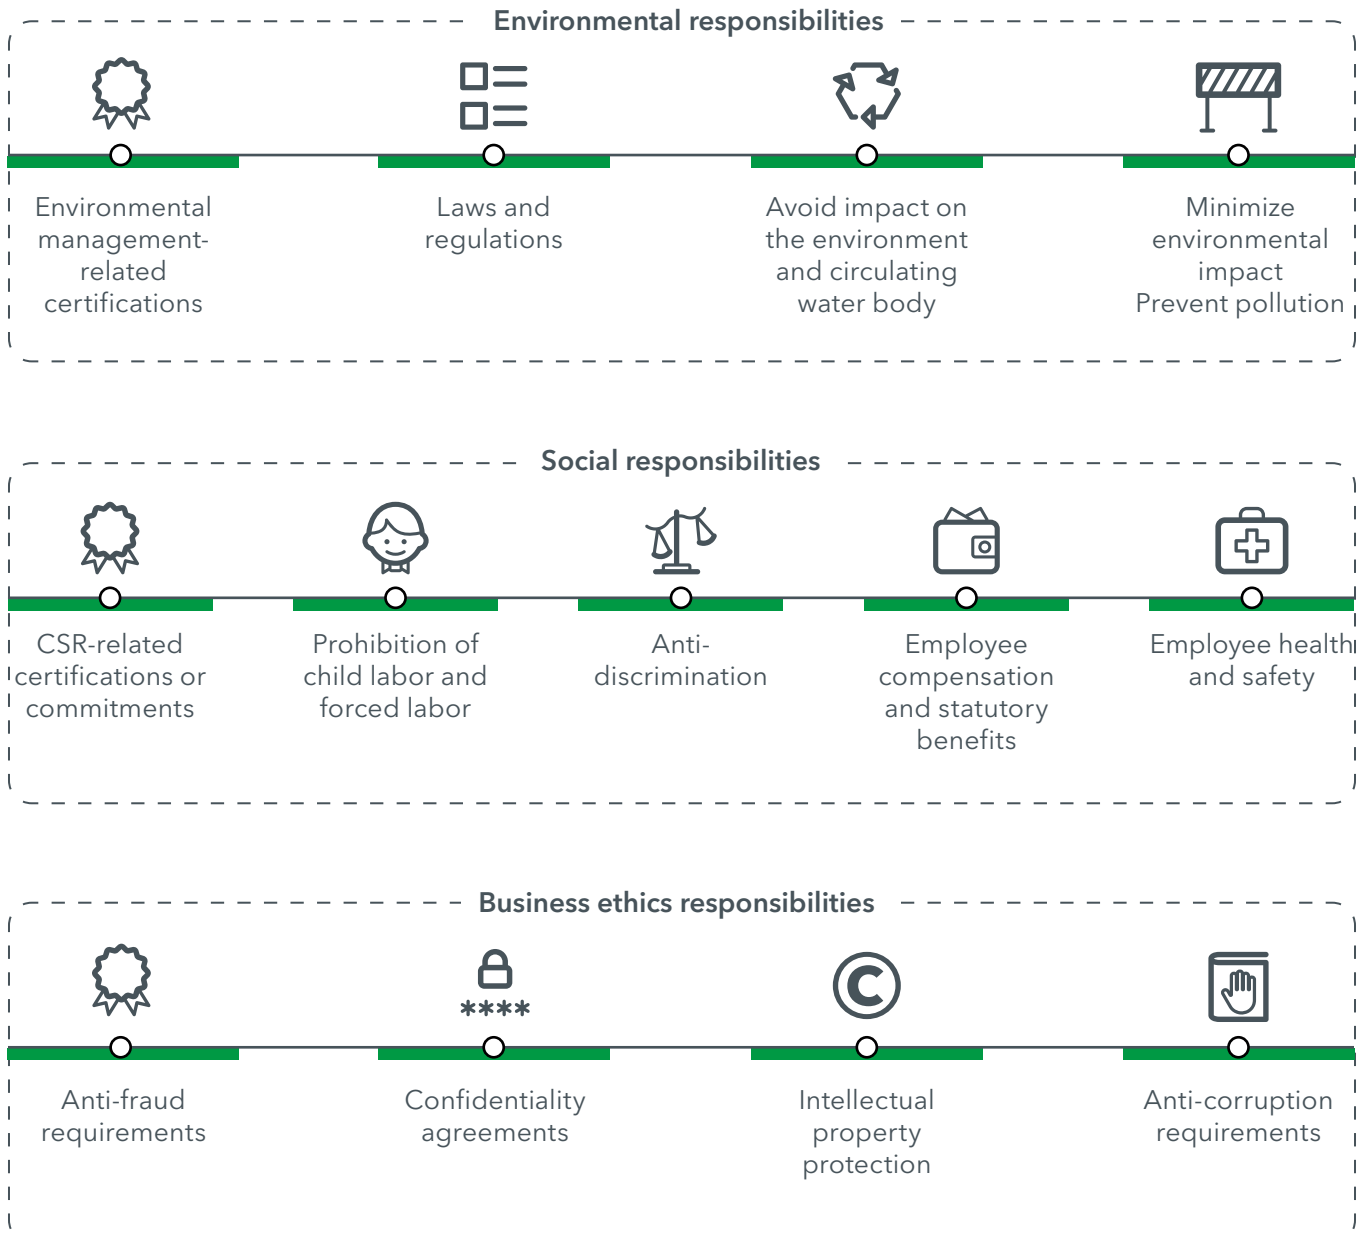 Environmental responsibilities
Environmental
management-
related
certifications
Laws and
regulations
Avoid impact on
the environment
and circulating
water body
Minimize
environmental
impact
Prevent pollution
Social responsibilities
CSR-related
certifications or
commitments
Prohibition of
child labor and
forced labor
Anti-
discrimination
Employee
compensation
and statutory
benefits
Employee health
and safety
Business ethics responsibilities
****
C
Anti-fraud
requirements
Confidentiality
agreements
Intellectual
property
protection
Anti-corruption
requirements